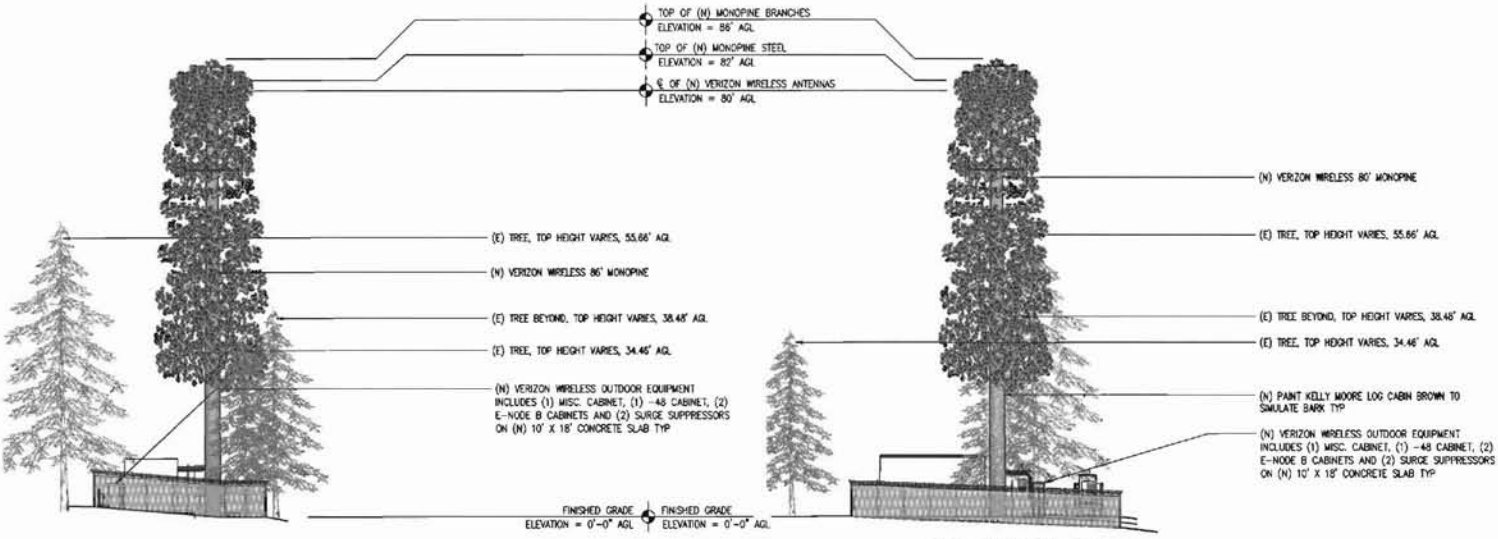 TOP OF (N) MONOPINE BRANCHES
ELEVATION = 86' AGL
TOP OF (N) MONOPINE STEEL
ELEVATION = 82' AGL
℄ OF (N) VERIZON WIRELESS ANTENNAS
ELEVATION = 80' AGL
(E) TREE, TOP HEIGHT VARIES, 55.66' AGL
(N) VERIZON WIRELESS 86' MONOPINE
(E) TREE BEYOND, TOP HEIGHT VARIES, 38.48' AGL
(E) TREE, TOP HEIGHT VARIES, 34.46' AGL
(N) VERIZON WIRELESS OUTDOOR EQUIPMENT
INCLUDES (1) MISC. CABINET, (1) -48 CABINET, (2)
E-NODE B CABINETS AND (2) SURGE SUPPRESSORS
ON (N) 10' X 18' CONCRETE SLAB TYP
FINISHED GRADE
ELEVATION = 0'-0" AGL
FINISHED GRADE
ELEVATION = 0'-0" AGL
(N) VERIZON WIRELESS 80' MONOPINE
(E) TREE, TOP HEIGHT VARIES, 55.66' AGL
(E) TREE BEYOND, TOP HEIGHT VARIES, 38.48' AGL
(E) TREE, TOP HEIGHT VARIES, 34.46' AGL
(N) PAINT KELLY MOORE LOG CABIN BROWN TO
SIMULATE BARK TYP
(N) VERIZON WIRELESS OUTDOOR EQUIPMENT
INCLUDES (1) MISC. CABINET, (1) -48 CABINET, (2)
E-NODE B CABINETS AND (2) SURGE SUPPRESSORS
ON (N) 10' X 18' CONCRETE SLAB TYP